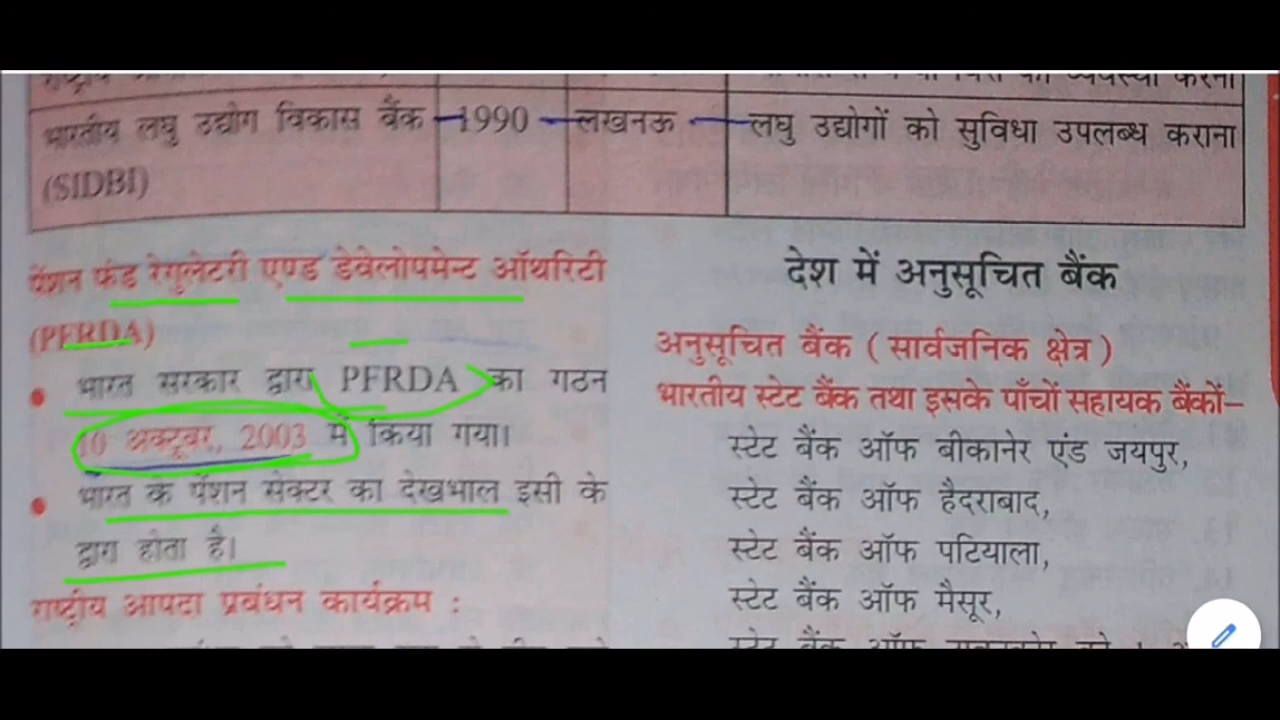 भारतीय लघु उद्योग विकास बैंक 1990 लखनऊ लघु उद्योगों को सुविधा उपलब्ध कराना
(SIDBI)
पेंशन फंड रेगुलेटरी एण्ड डेवेलोपमेन्ट ऑथरिटी
(PFRDA)
• भारत सरकार द्वारा PFRDA का गठन
10 अक्टूबर, 2003 में किया गया।
• भारत के पेंशन सेक्टर का देखभाल इसी के
द्वारा होता है।
राष्ट्रीय आपदा प्रबंधन कार्यक्रम :
देश में अनुसूचित बैंक
अनुसूचित बैंक ( सार्वजनिक क्षेत्र )
भारतीय स्टेट बैंक तथा इसके पाँचों सहायक बैंकों–
स्टेट बैंक ऑफ बीकानेर एंड जयपुर,
स्टेट बैंक ऑफ हैदराबाद,
स्टेट बैंक ऑफ पटियाला,
स्टेट बैंक ऑफ मैसूर,
स्टेट बैंक ऑफ